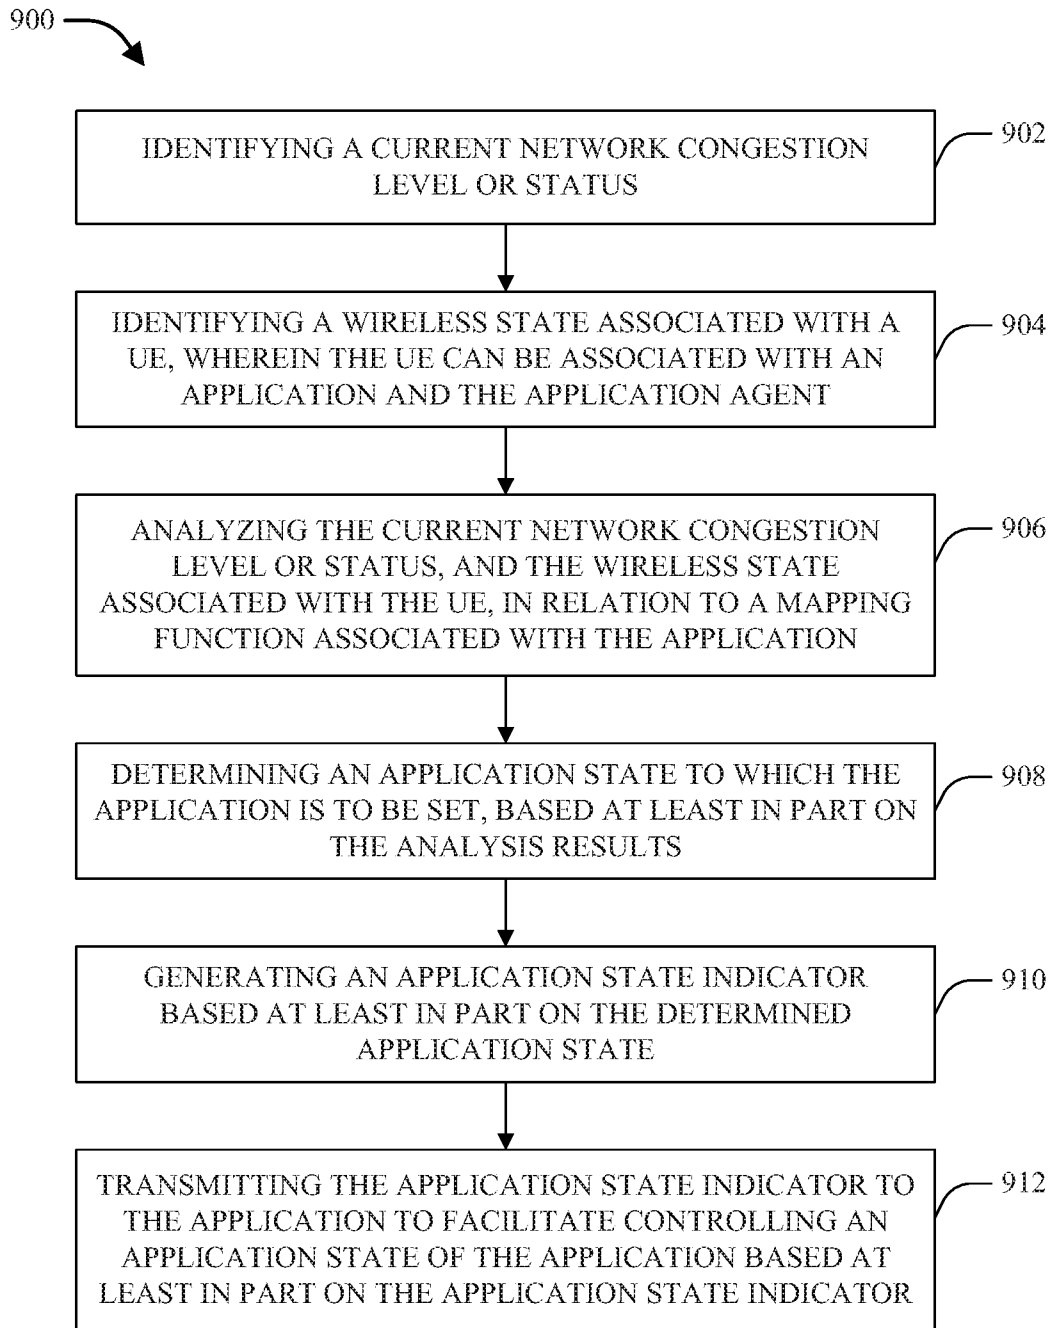 900
IDENTIFYING A CURRENT NETWORK CONGESTION
LEVEL OR STATUS
902
IDENTIFYING A WIRELESS STATE ASSOCIATED WITH A
UE, WHEREIN THE UE CAN BE ASSOCIATED WITH AN
APPLICATION AND THE APPLICATION AGENT
904
ANALYZING THE CURRENT NETWORK CONGESTION
LEVEL OR STATUS, AND THE WIRELESS STATE
ASSOCIATED WITH THE UE, IN RELATION TO A MAPPING
FUNCTION ASSOCIATED WITH THE APPLICATION
906
DETERMINING AN APPLICATION STATE TO WHICH THE
APPLICATION IS TO BE SET, BASED AT LEAST IN PART ON
THE ANALYSIS RESULTS
908
GENERATING AN APPLICATION STATE INDICATOR
BASED AT LEAST IN PART ON THE DETERMINED
APPLICATION STATE
910
TRANSMITTING THE APPLICATION STATE INDICATOR TO
THE APPLICATION TO FACILITATE CONTROLLING AN
APPLICATION STATE OF THE APPLICATION BASED AT
LEAST IN PART ON THE APPLICATION STATE INDICATOR
912